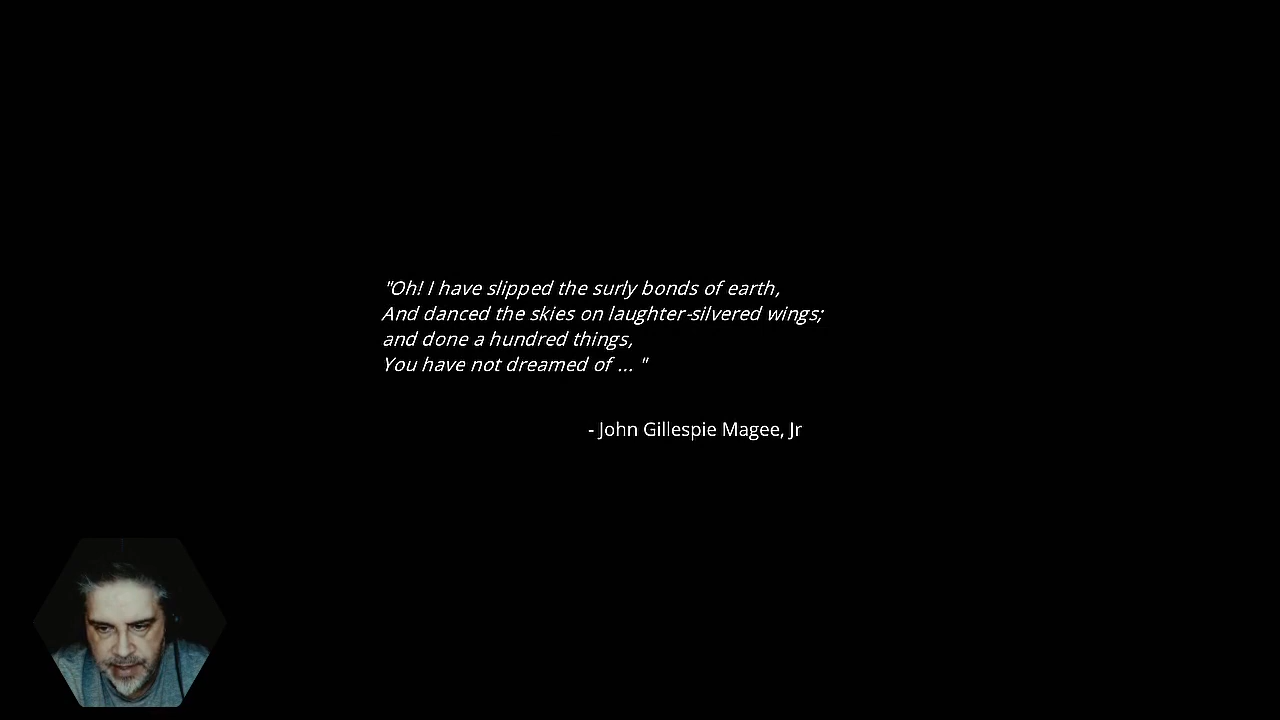 "Oh! I have slipped the surly bonds of earth,
And danced the skies on laughter-silvered wings;
and done a hundred things,
You have not dreamed of ... "
- John Gillespie Magee, Jr